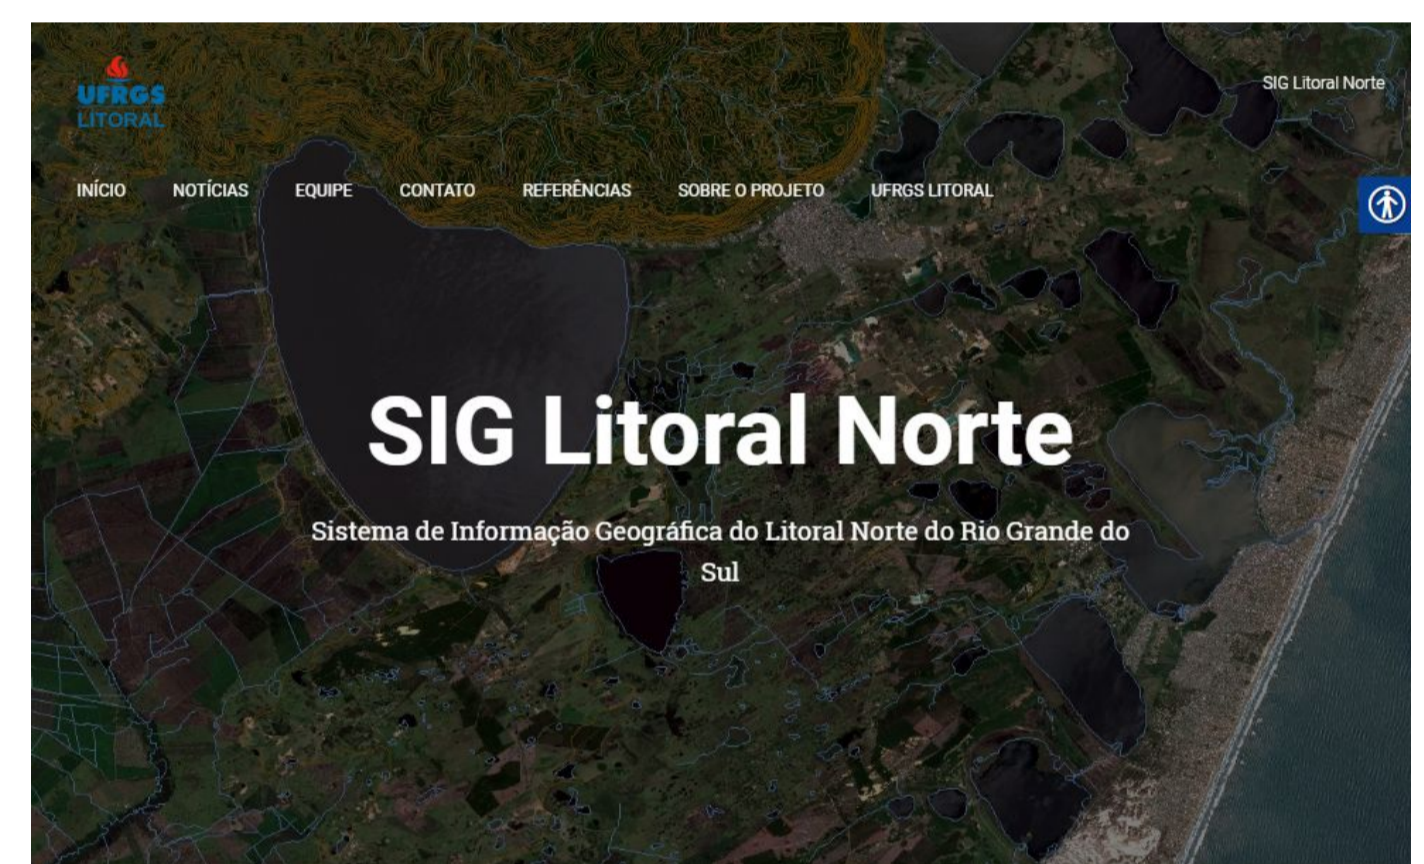 UFRGS
LITORAL
SIG Litoral Norte
INÍCIO NOTÍCIAS EQUIPE CONTATO REFERÊNCIAS SOBRE O PROJETO UFRGS LITORAL
SIG Litoral Norte
Sistema de Informação Geográfica do Litoral Norte do Rio Grande do
Sul